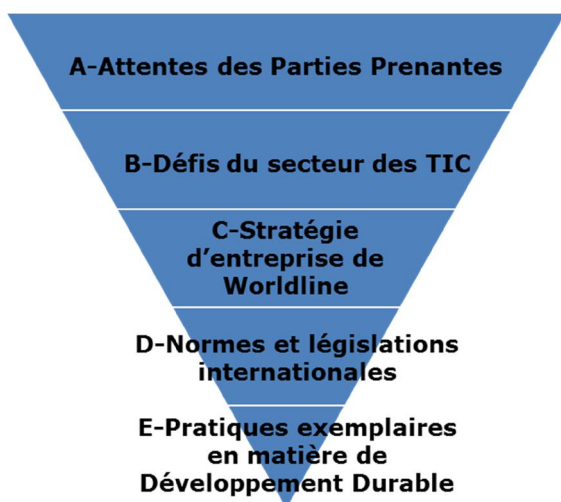 A-Attentes des Parties Prenantes
B-Défis du secteur des TIC
C-Stratégie
d’entreprise de
Worldline
D-Normes et législations
internationales
E-Pratiques exemplaires
en matière de
Développement Durable